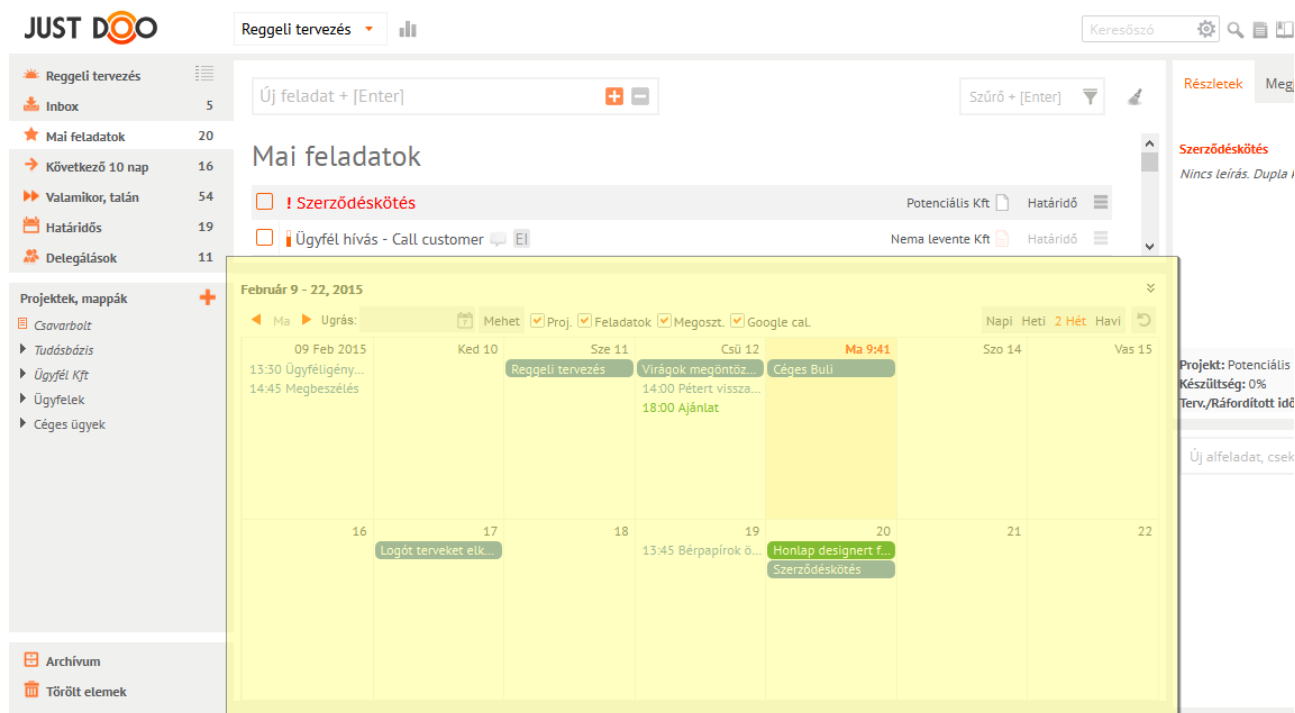 JUST DOO
Reggeli tervezés
Keresőszó
Reggeli tervezés
Inbox 5
Mai feladatok 20
Következő 10 nap 16
Valamikor, talán 54
Határidős 19
Delegálások 11
Projektek, mappák
Csavarbolt
Tudásbázis
Ügyfél Kft
Ügyfelek
Céges ügyek
Archívum
Törölt elemek
Új feladat + [Enter]
Szűrő + [Enter]
Mai feladatok
! Szerződéskötés Potenciális Kft Határidő
Ügyfél hívás - Call customer El Nema levente Kft Határidő
Február 9 - 22, 2015
Ma Ugrás: 7 Mehet Proj. Feladatok Megoszt. Google cal. Napi Heti 2 Hét Havi
09 Feb 2015 Ked 10 Sze 11 Csü 12 Ma 9:41 Szo 14 Vas 15
13:30 Ügyféligény... Reggeli tervezés Virágok megöntöz... Céges Buli
14:45 Megbeszélés 14:00 Pétert vissza...
18:00 Ajánlat
16 17 18 19 20 21 22
Logót terveket elk... 13:45 Bérpapírok ö... Honlap designert f...
Szerződéskötés
Részletek Megj
Szerződéskötés
Nincs leírás. Dupla
Projekt: Potenciális
Készültség: 0%
Terv./Ráfordított idő
Új alfeladat, csek